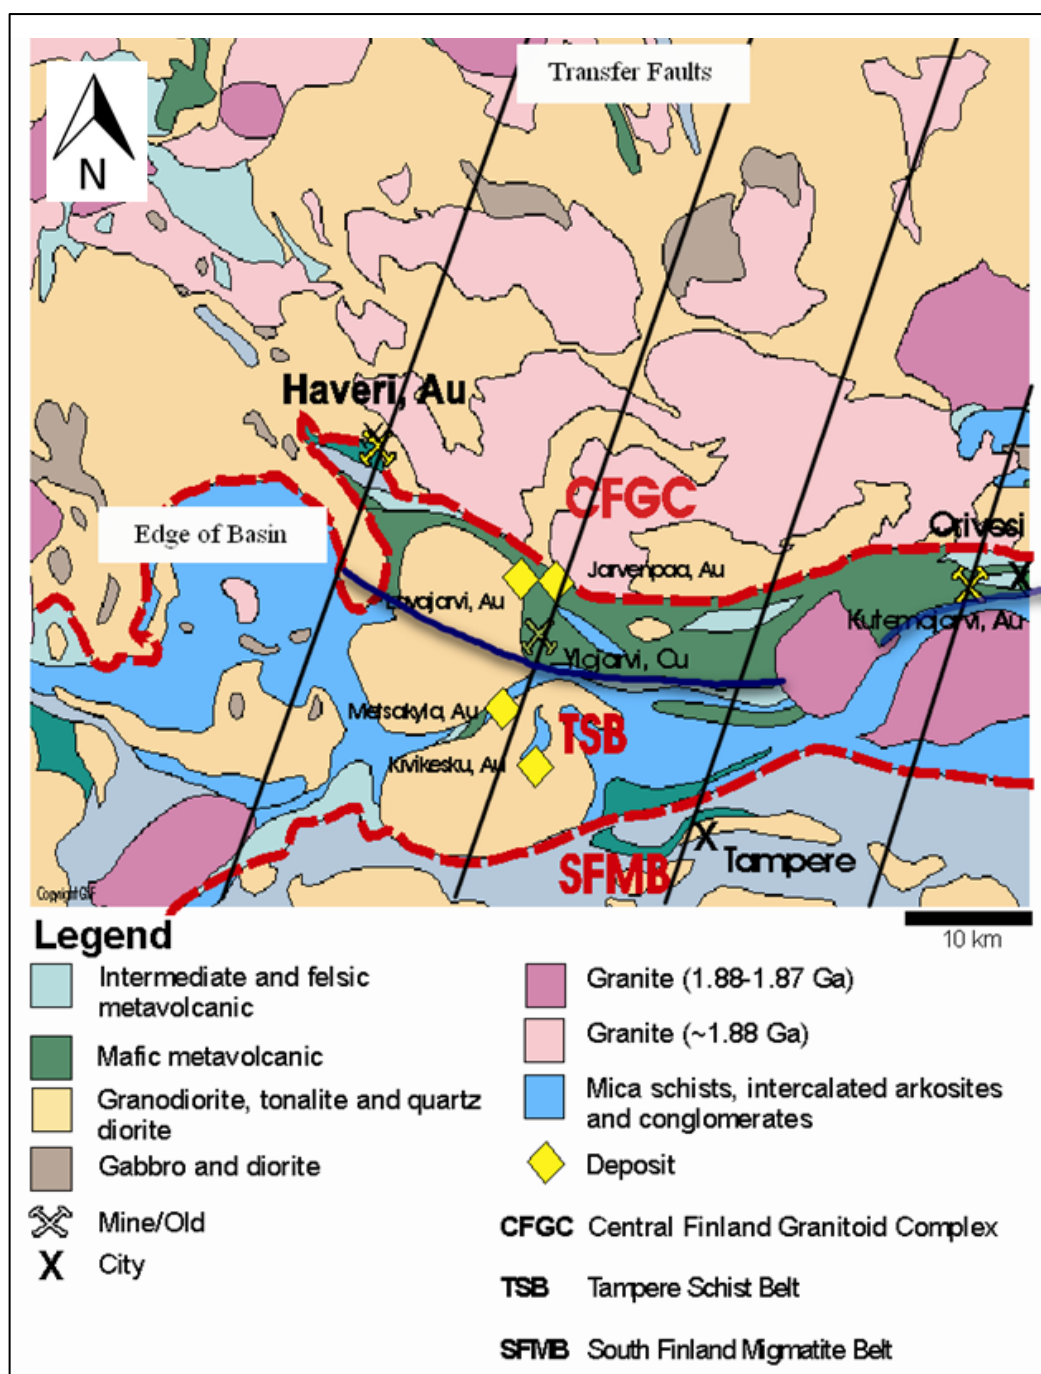 Transfer Faults
N
Haveri, Au
CFGC
Edge of Basin
Orivesi
Jarvenpaa, Au
Kutemajarvi, Au
Ylojarvi, Cu
Metsakyla, Au
TSB
Kivikesku, Au
Tampere
SFMB
Copyright GSF
10 km
Legend
Intermediate and felsic
metavolcanic
Mafic metavolcanic
Granodiorite, tonalite and quartz
diorite
Gabbro and diorite
Mine/Old
X City
Granite (1.88-1.87 Ga)
Granite (~1.88 Ga)
Mica schists, intercalated arkosites
and conglomerates
Deposit
CFGC Central Finland Granitoid Complex
TSB Tampere Schist Belt
SFMB South Finland Migmatite Belt